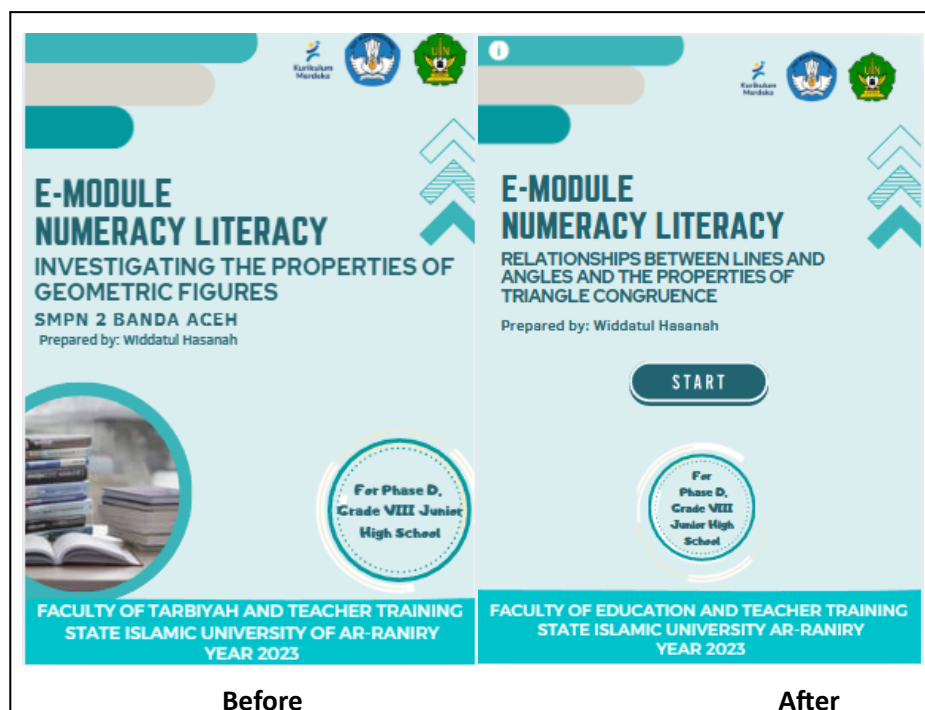 Kurikulum
Merdeka
E-MODULE
NUMERACY LITERACY
INVESTIGATING THE PROPERTIES OF
GEOMETRIC FIGURES
SMPN 2 BANDA ACEH
Prepared by: Widdatul Hasanah
For Phase D,
Grade VIII Junior
High School
FACULTY OF TARBIYAH AND TEACHER TRAINING
STATE ISLAMIC UNIVERSITY OF AR-RANIRY
YEAR 2023
Before
i
Kurikulum
Merdeka
E-MODULE
NUMERACY LITERACY
RELATIONSHIPS BETWEEN LINES AND
ANGLES AND THE PROPERTIES OF
TRIANGLE CONGRUENCE
Prepared by: Widdatul Hasanah
START
For
Phase D,
Grade VIII
Junior High
School
FACULTY OF EDUCATION AND TEACHER TRAINING
STATE ISLAMIC UNIVERSITY AR-RANIRY
YEAR 2023
After